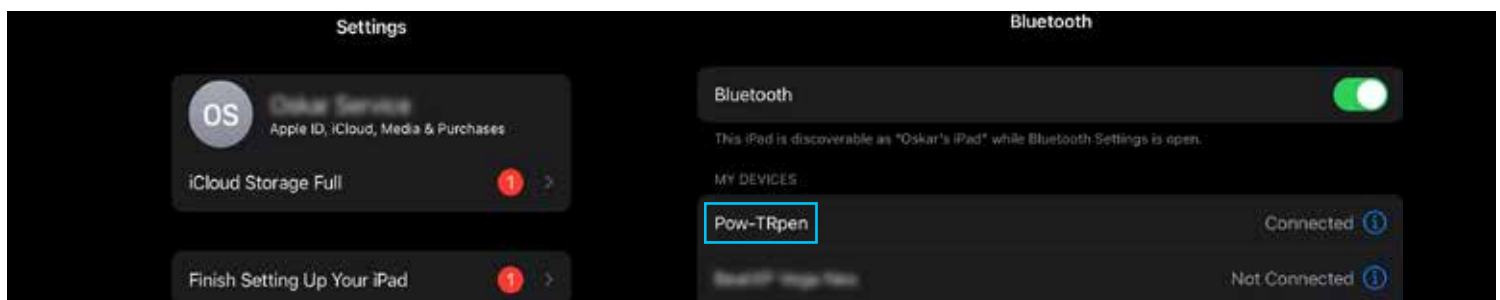 Settings
OS
Apple ID, iCloud, Media & Purchases
iCloud Storage Full 1
Finish Setting Up Your iPad 1
Bluetooth
Bluetooth
This iPad is discoverable as "Oskar's iPad" while Bluetooth Settings is open.
MY DEVICES
Pow-TRpen Connected
Not Connected